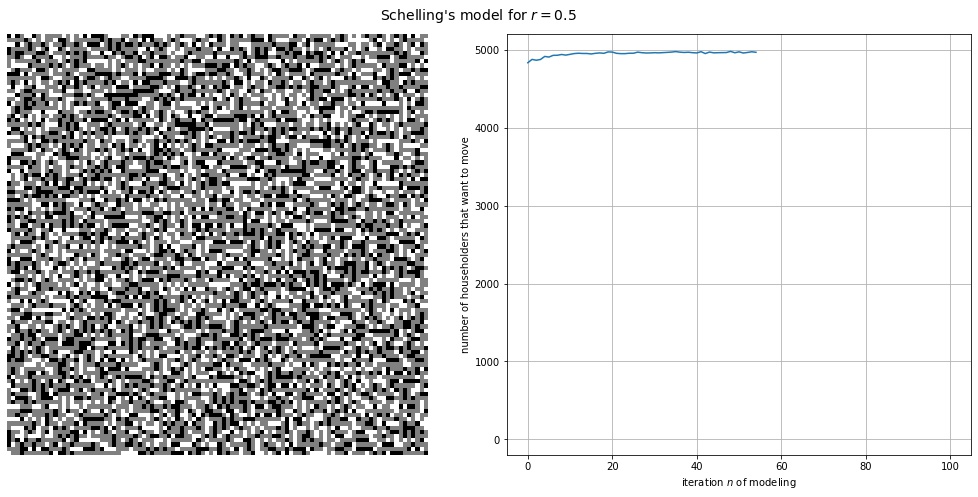 Schelling's model for r = 0.5
number of householders that want to move
5000
4000
3000
2000
1000
0
0 20 40 60 80 100
iteration n of modeling